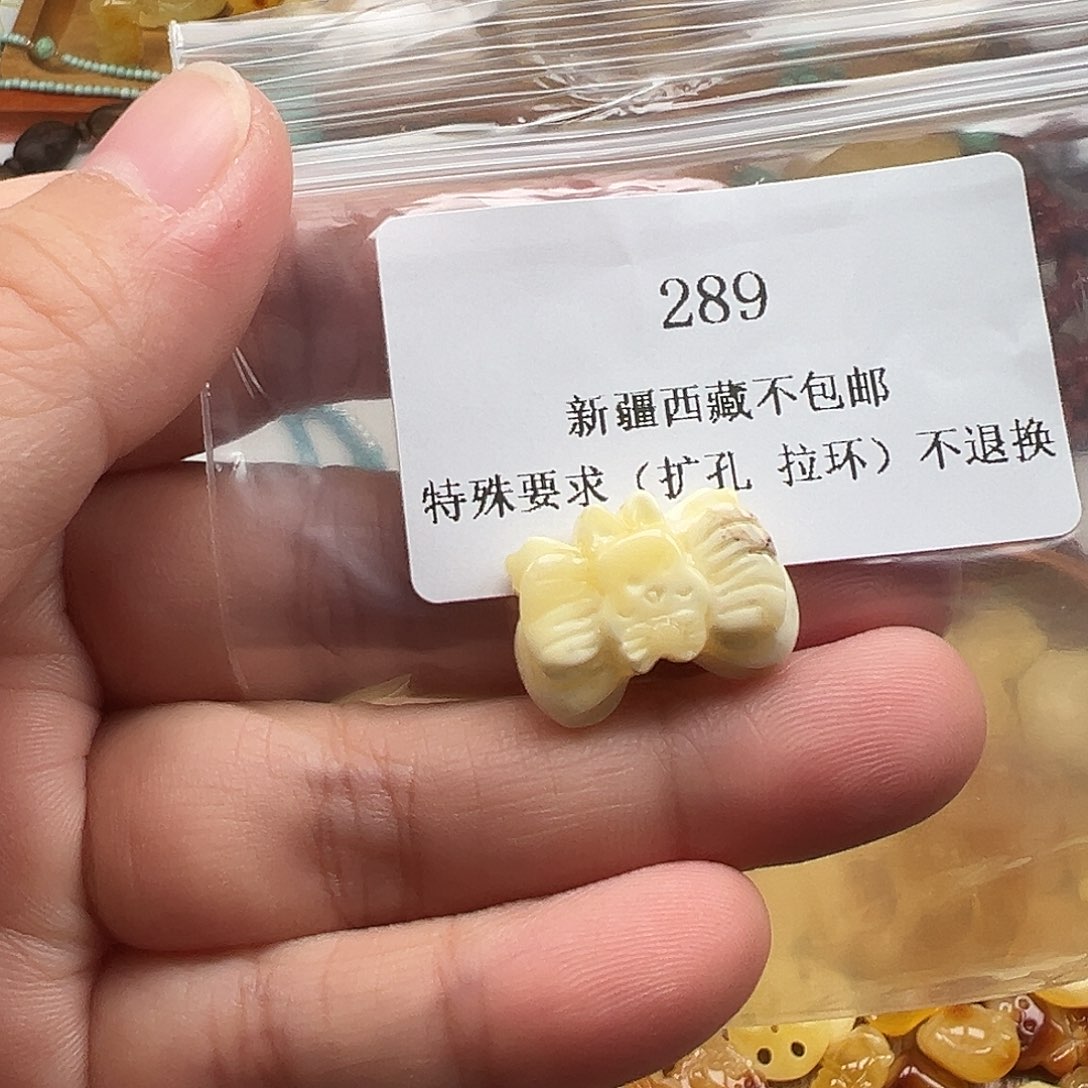 289
新疆西藏不包邮
特殊要求（扩孔 拉环）不退换